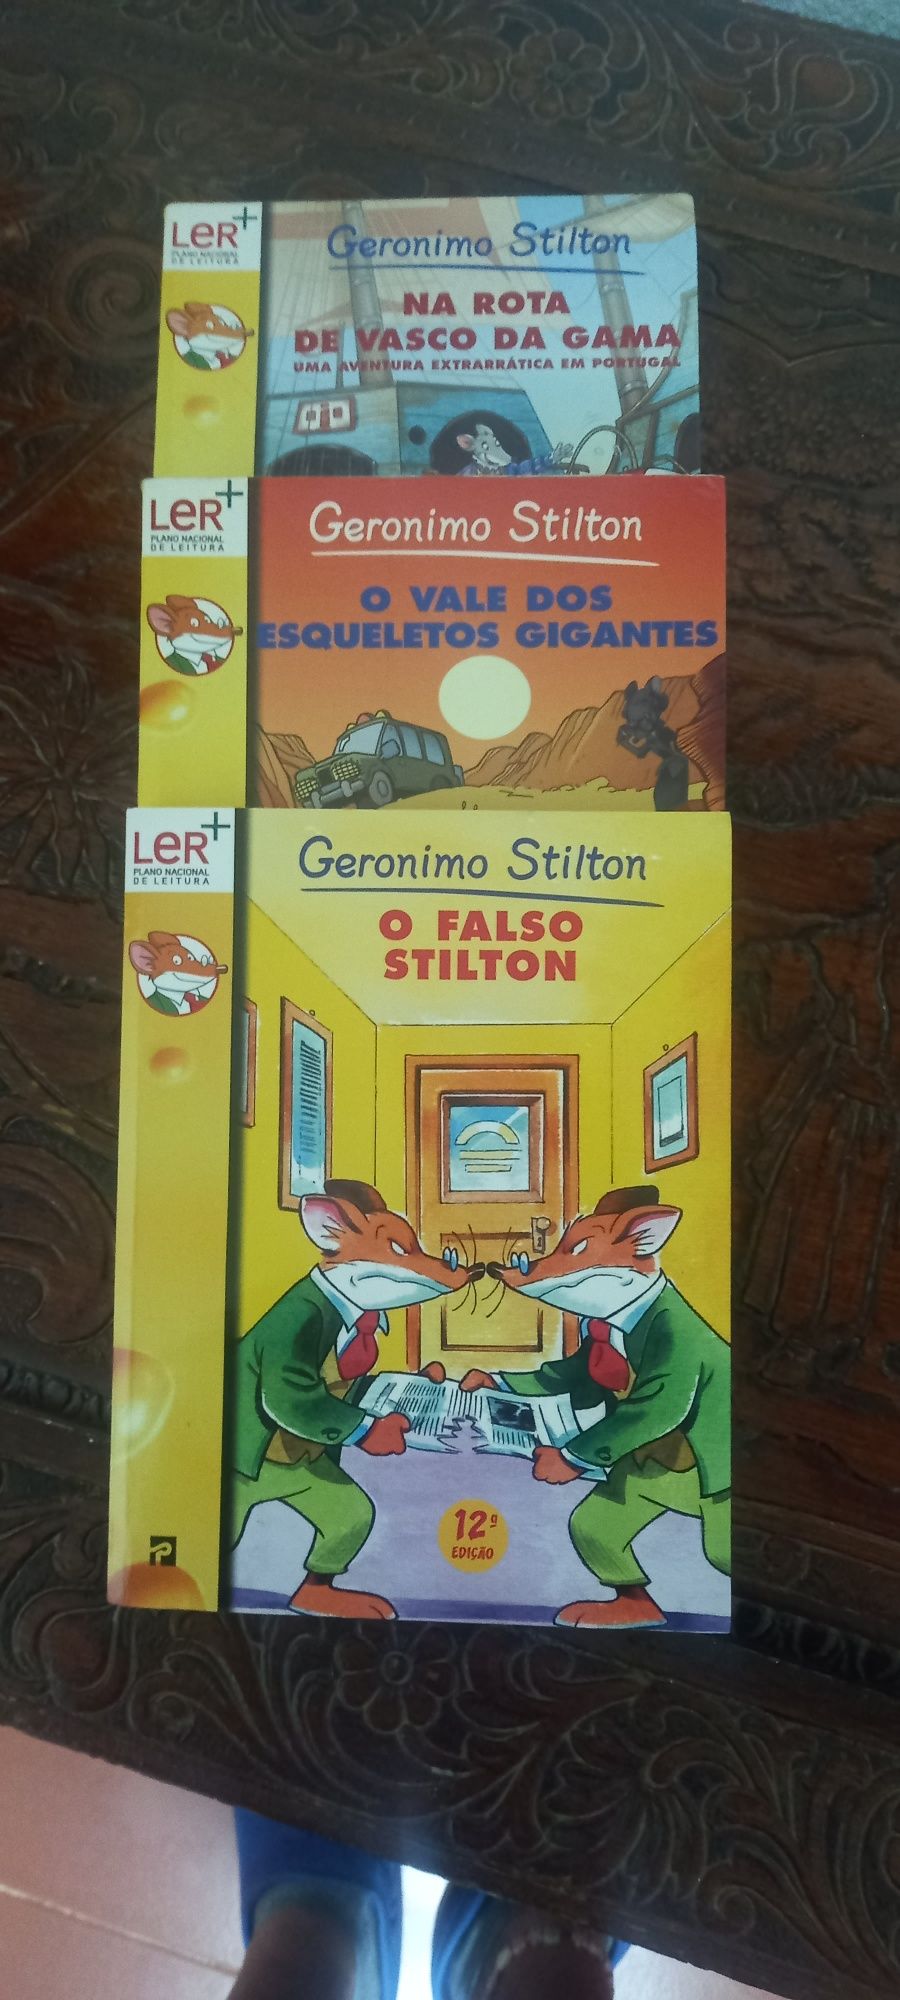 LeR+
PLANO NACIONAL
DE LEITURA
Geronimo Stilton
NA ROTA
DE VASCO DA GAMA
UMA AVENTURA EXTRARRÁTICA EM PORTUGAL
LeR+
PLANO NACIONAL
DE LEITURA
Geronimo Stilton
O VALE DOS
ESQUELETOS GIGANTES
LeR+
PLANO NACIONAL
DE LEITURA
Geronimo Stilton
O FALSO
STILTON
12ª
EDIÇÃO